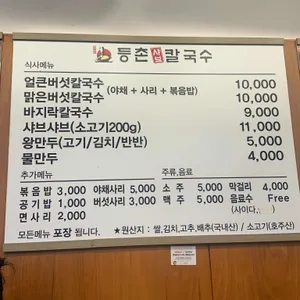 등촌 샤브 칼국수
식사메뉴
얼큰버섯칼국수 10,000
(야채 + 사리 + 볶음밥)
맑은버섯칼국수 10,000
바지락칼국수 9,000
샤브샤브(소고기200g) 11,000
왕만두(고기/김치/반반) 5,000
물만두 4,000
추가메뉴
볶음밥 3,000 야채사리 5,000
공기밥 1,000 버섯사리 3,000
면사리 2,000
주류,음료
소주 5,000 막걸리 4,000
맥주 5,000 음료수 Free
(사이다..)
모든메뉴 포장 됩니다.
★원산지 : 쌀,김치,고추,배추(국내산) / 소고기(호주산)